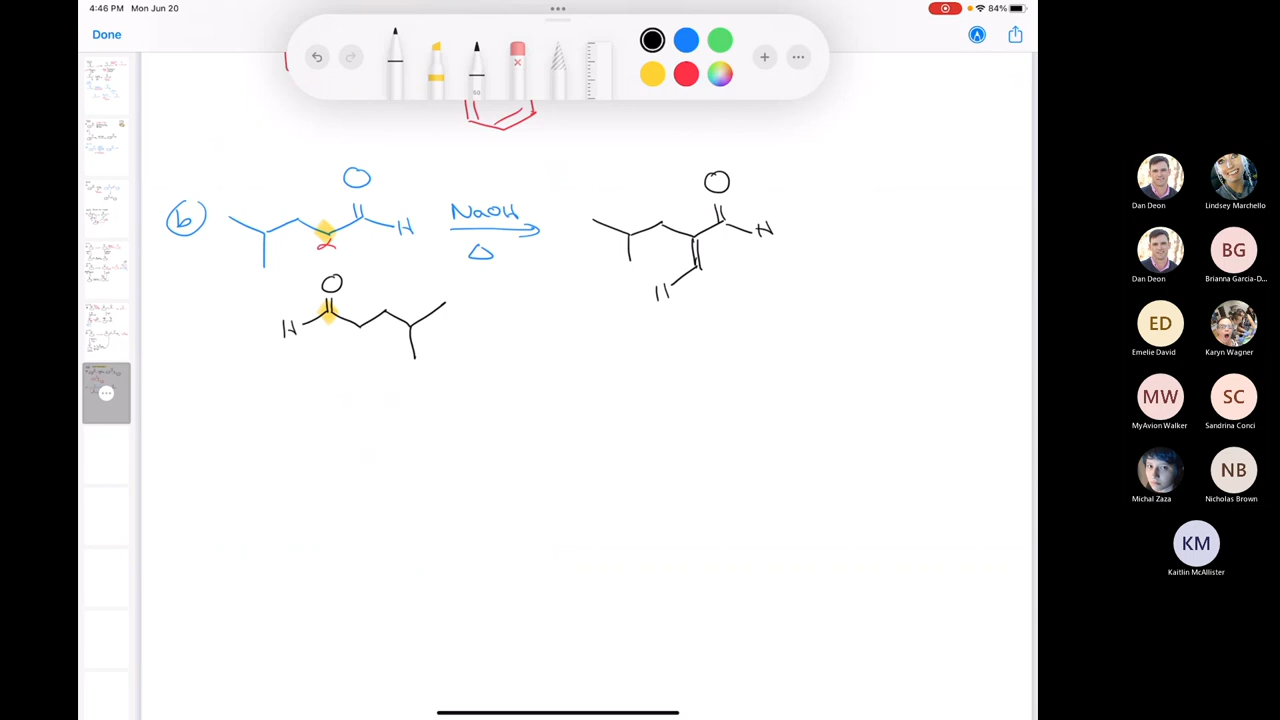 4:46 PM Mon Jun 20
84%
Done
50
b
O
NaOH
H
Δ
α
O
H
O
H
H
Dan Deon
Lindsey Marchello
Dan Deon
BG
Brianna Garcia-D...
ED
Emelie David
Karyn Wagner
MW
MyAvion Walker
SC
Sandrina Conci
Michal Zaza
NB
Nicholas Brown
KM
Kaitlin McAllister